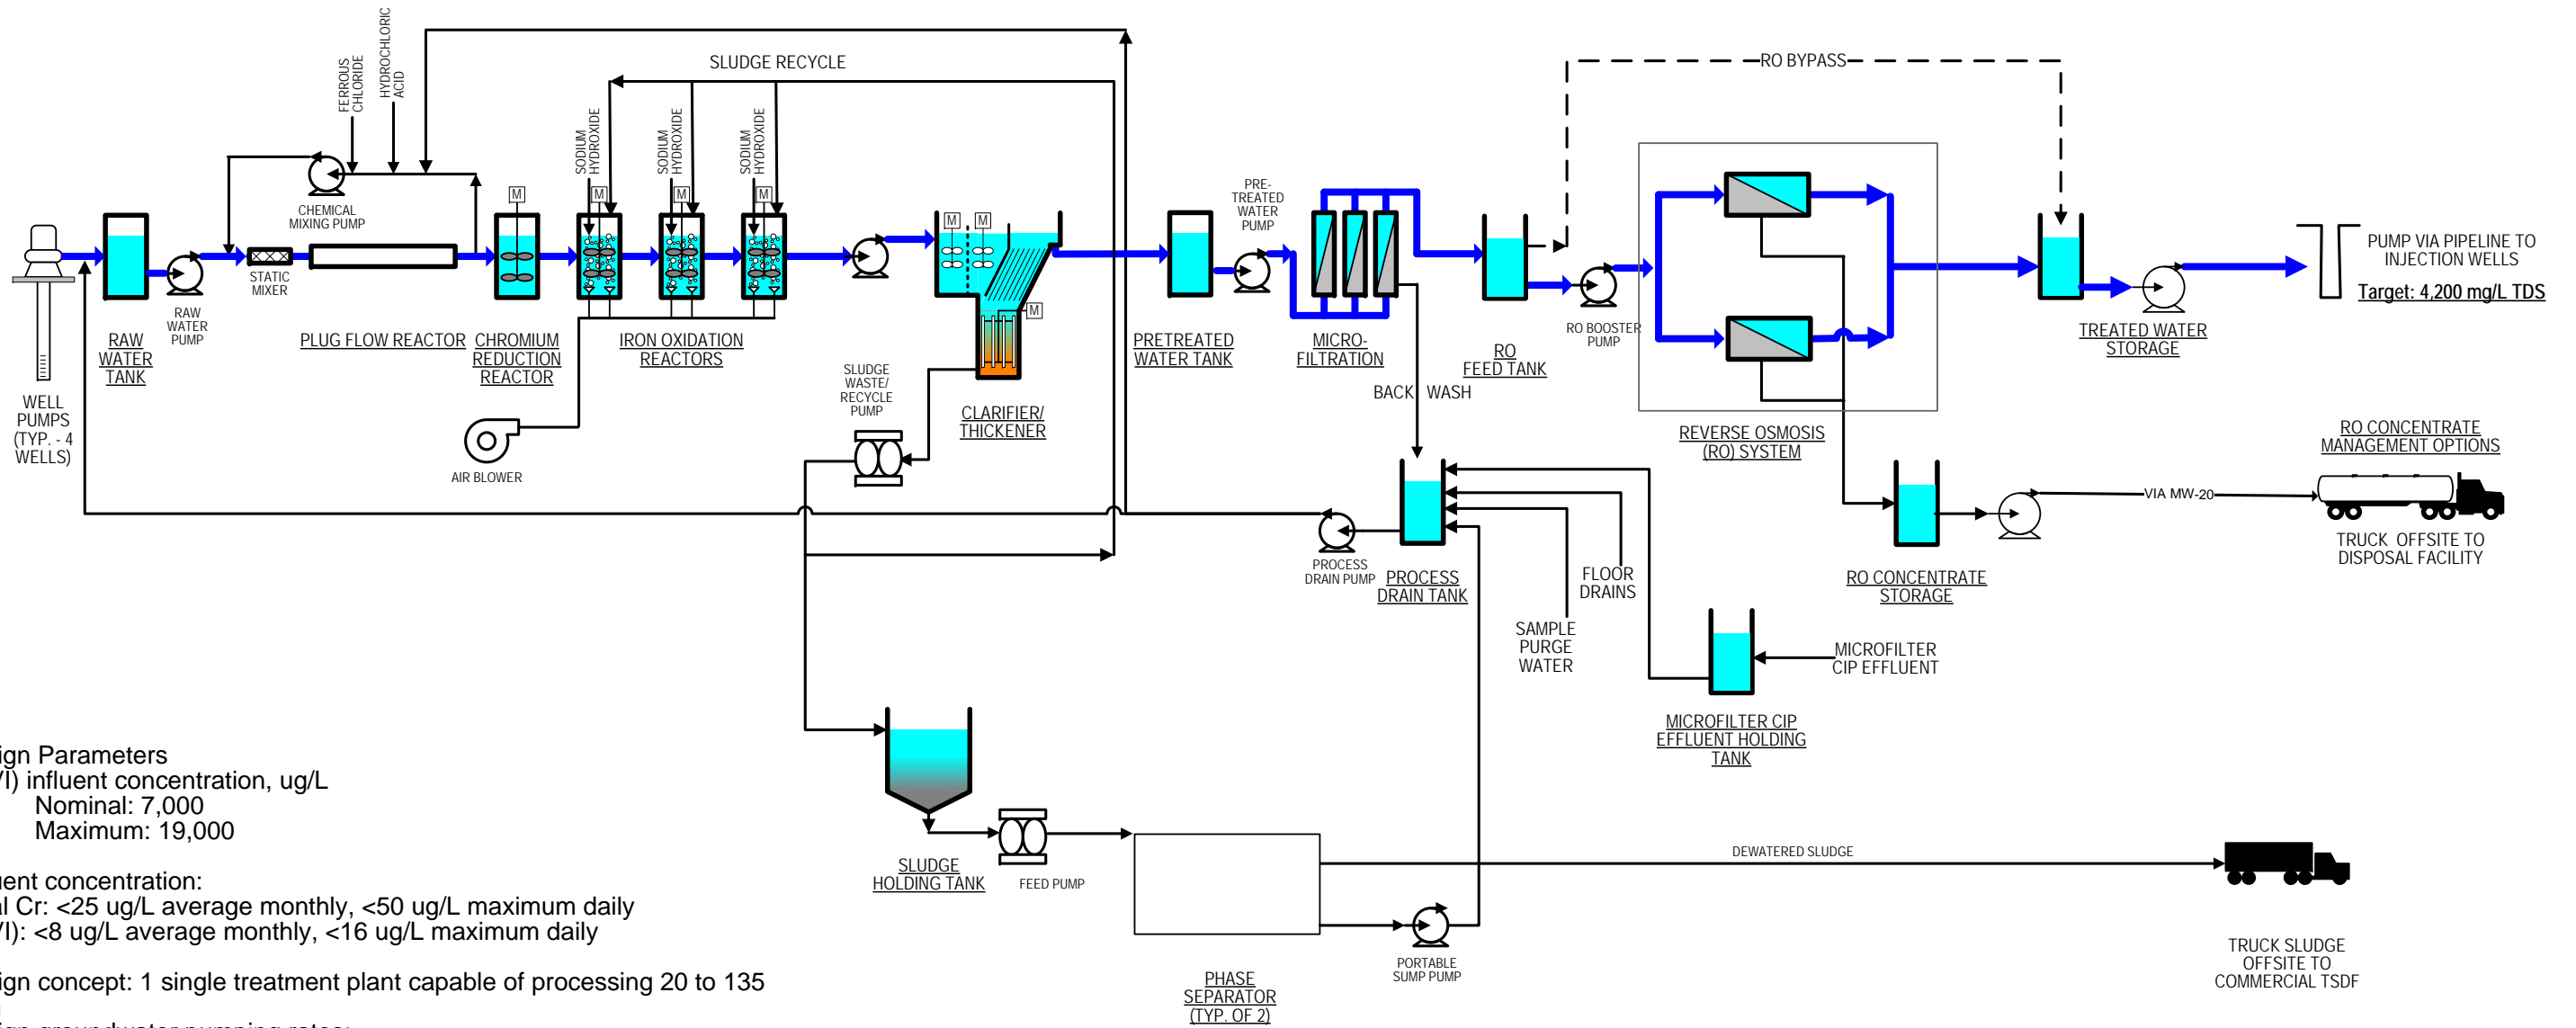 FERROUS
CHLORIDE
HYDROCHLORIC
ACID
SLUDGE RECYCLE
RO BYPASS
SODIUM
HYDROXIDE
SODIUM
HYDROXIDE
SODIUM
HYDROXIDE
M
M
M
M
M
M
M
CHEMICAL
MIXING PUMP
STATIC
MIXER
RAW
WATER
PUMP
PRE-
TREATED
WATER
PUMP
RAW
WATER
TANK
PLUG FLOW REACTOR
CHROMIUM
REDUCTION
REACTOR
IRON OXIDATION
REACTORS
PRETREATED
WATER TANK
MICRO-
FILTRATION
RO
FEED TANK
RO BOOSTER
PUMP
TREATED WATER
STORAGE
PUMP VIA PIPELINE TO
INJECTION WELLS
Target: 4,200 mg/L TDS
WELL
PUMPS
(TYP. - 4
WELLS)
SLUDGE
WASTE/
RECYCLE
PUMP
CLARIFIER/
THICKENER
AIR BLOWER
BACK WASH
REVERSE OSMOSIS
(RO) SYSTEM
RO CONCENTRATE
MANAGEMENT OPTIONS
VIA MW-20
TRUCK OFFSITE TO
DISPOSAL FACILITY
PROCESS
DRAIN PUMP
PROCESS
DRAIN TANK
FLOOR
DRAINS
SAMPLE
PURGE
WATER
RO CONCENTRATE
STORAGE
MICROFILTER
CIP EFFLUENT
MICROFILTER CIP
EFFLUENT HOLDING
TANK
ign Parameters
/I) influent concentration, ug/L
Nominal: 7,000
Maximum: 19,000
uent concentration:
al Cr: <25 ug/L average monthly, <50 ug/L maximum daily
/I): <8 ug/L average monthly, <16 ug/L maximum daily
ign concept: 1 single treatment plant capable of processing 20 to 135
SLUDGE
HOLDING TANK
FEED PUMP
DEWATERED SLUDGE
PHASE
SEPARATOR
(TYP. OF 2)
PORTABLE
SUMP PUMP
TRUCK SLUDGE
OFFSITE TO
COMMERCIAL TSDF
ign groundwater pumping rates: